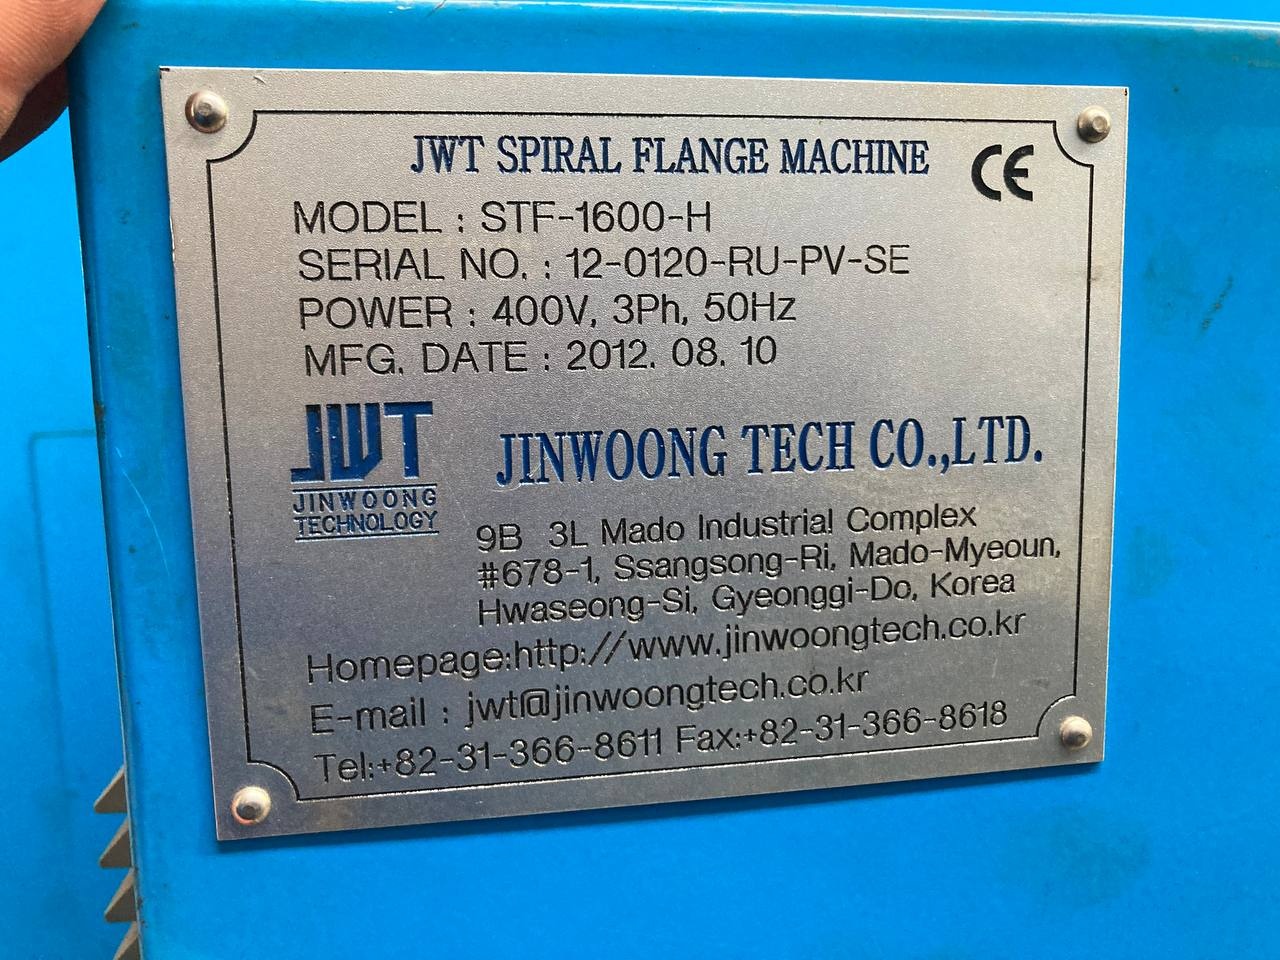 JWT SPIRAL FLANGE MACHINE
CE
MODEL : STF-1600-H
SERIAL NO. : 12-0120-RU-PV-SE
POWER : 400V, 3Ph, 50Hz
MFG. DATE : 2012. 08. 10
JWT
JINWOONG
TECHNOLOGY
JINWOONG TECH CO.,LTD.
9B 3L Mado Industrial Complex
#678-1, Ssangsong-Ri, Mado-Myeoun,
Hwaseong-Si, Gyeonggi-Do, Korea
Homepage:http://www.jinwoongtech.co.kr
E-mail : jwt@jinwoongtech.co.kr
Tel:+82-31-366-8611 Fax:+82-31-366-8618